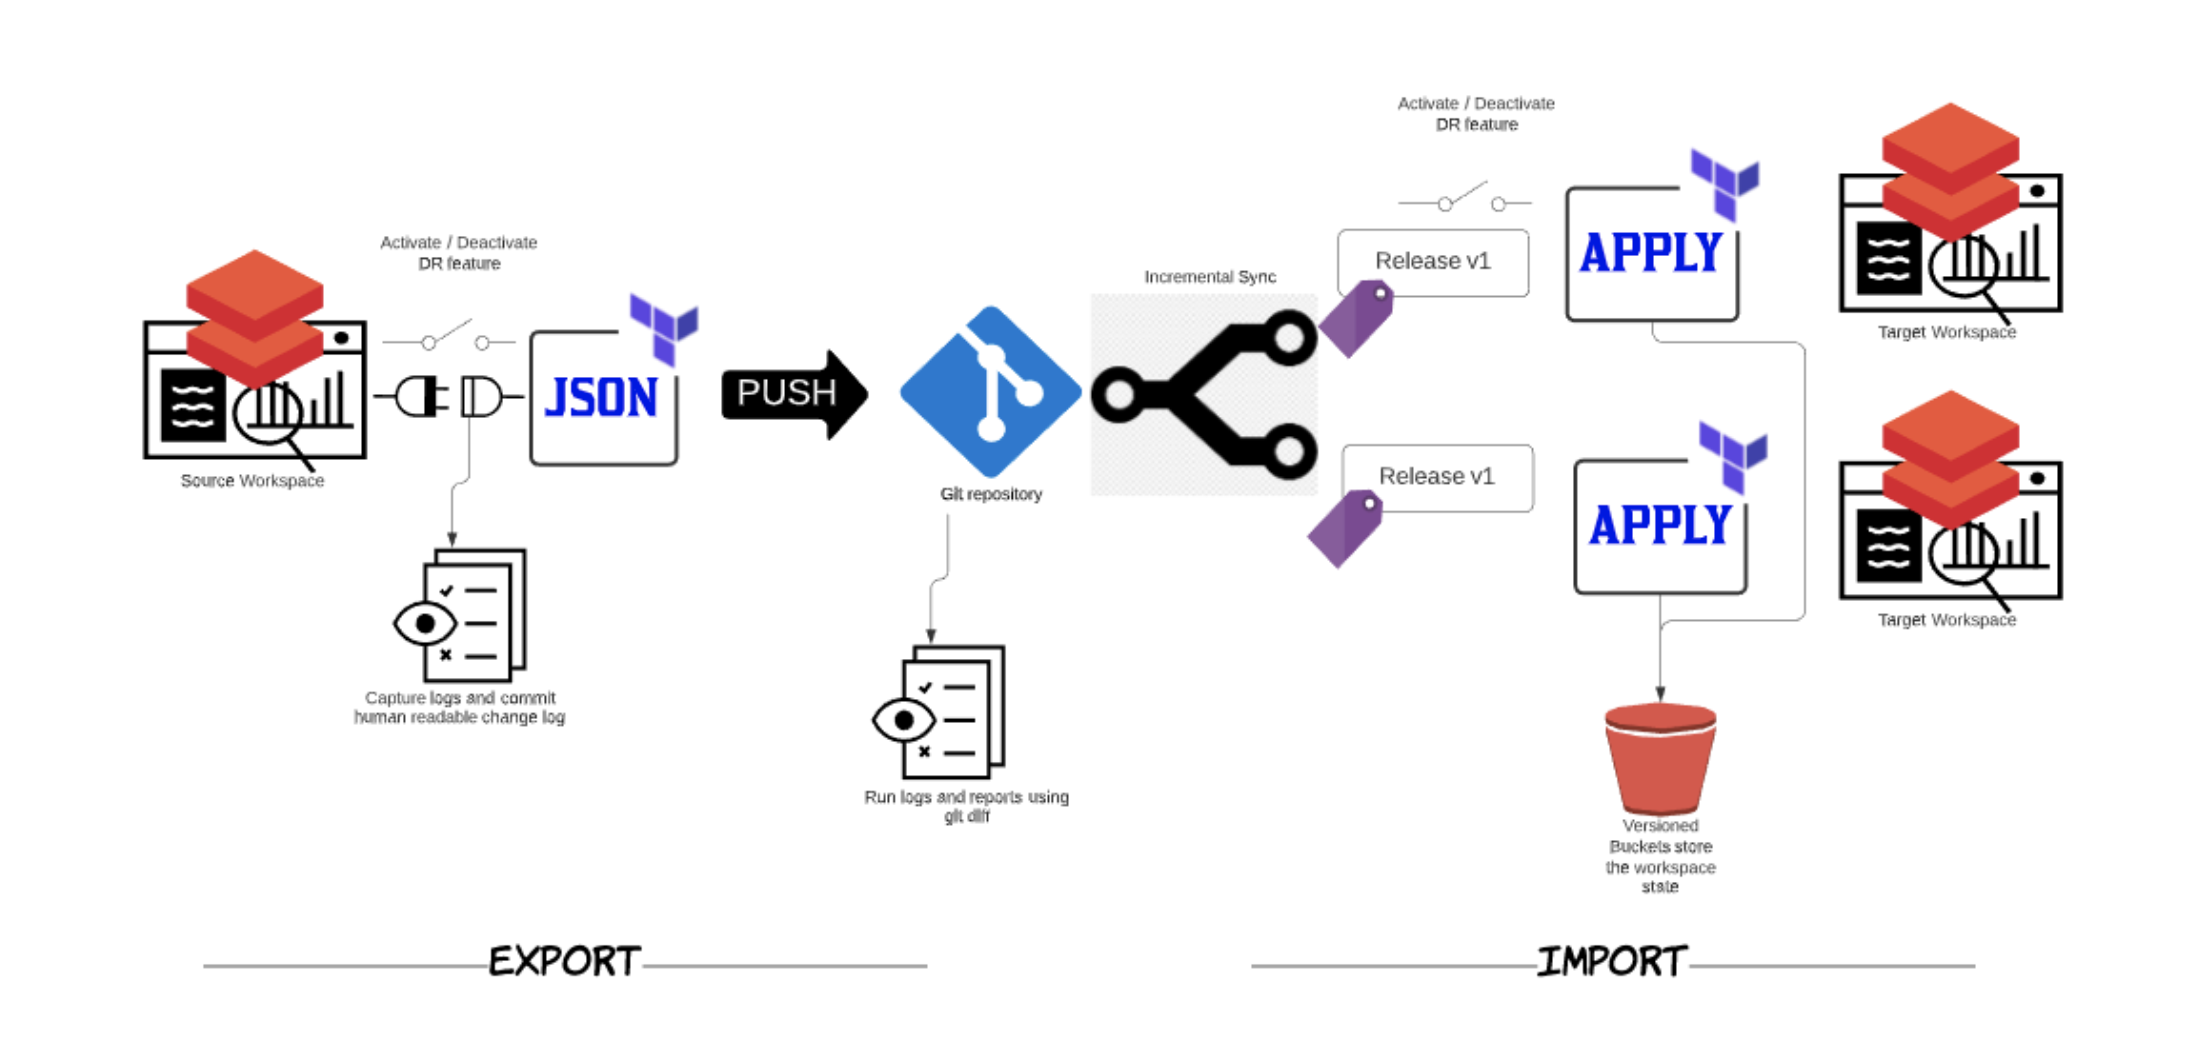 Activate / Deactivate
DR feature
Source Workspace
JSON
Capture logs and commit
human readable change log
PUSH
Git repository
Run logs and reports using
git diff
Incremental Sync
Activate / Deactivate
DR feature
Release v1
APPLY
Target Workspace
Release v1
APPLY
Target Workspace
Versioned
Buckets store
the workspace
state
EXPORT
IMPORT